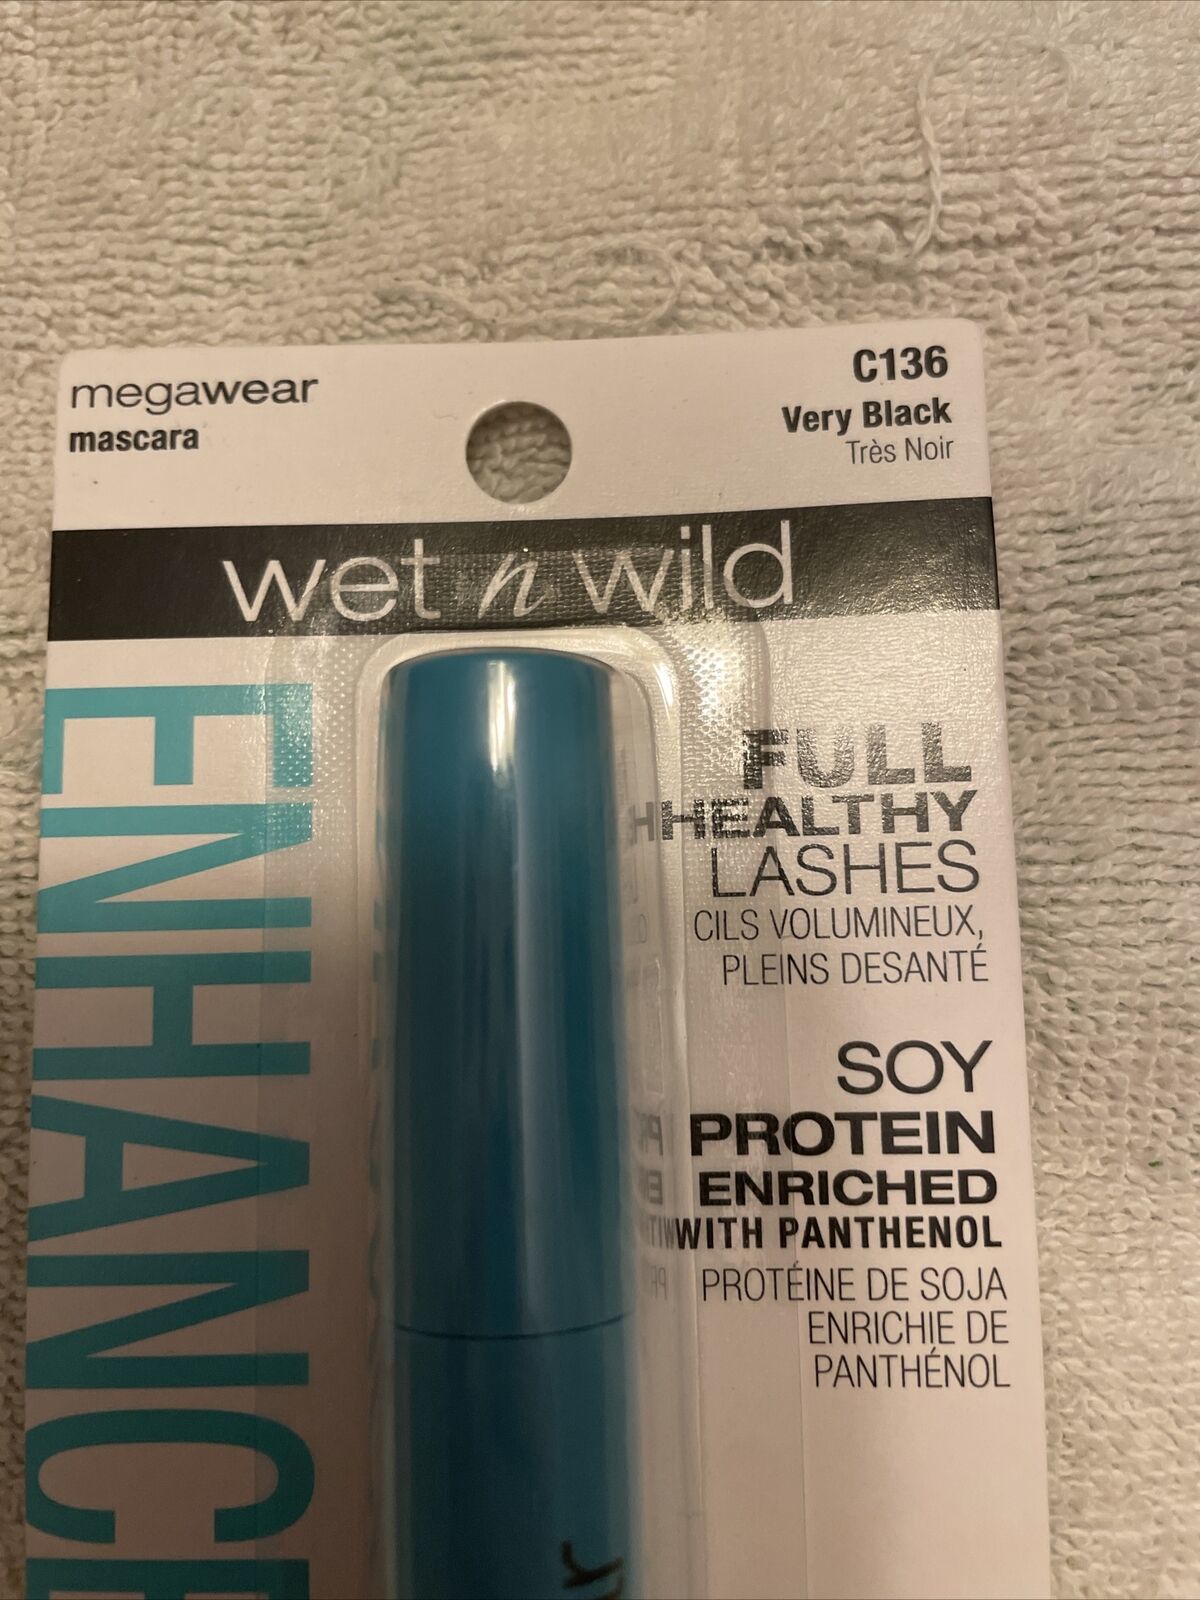 megawear
mascara
C136
Very Black
Très Noir
wet n wild
ENHANCE
FULL
HEALTHY
LASHES
CILS VOLUMINEUX,
PLEINS DESANTÉ
SOY
PROTEIN
ENRICHED
WITH PANTHENOL
PROTÉINE DE SOJA
ENRICHIE DE
PANTHÉNOL